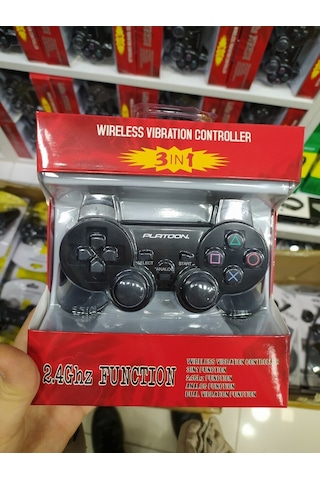 WIRELESS VIBRATION CONTROLLER
3 IN 1
PLATOON
SELECT START
ANALOG
2.4Ghz FUNCTION
WIRELESS VIBRATION CONTROLLER
3IN1 FUNCTION
2.4Ghz FUNCTION
ANALOG FUNCTION
DUAL VIBRATION FUNCTION